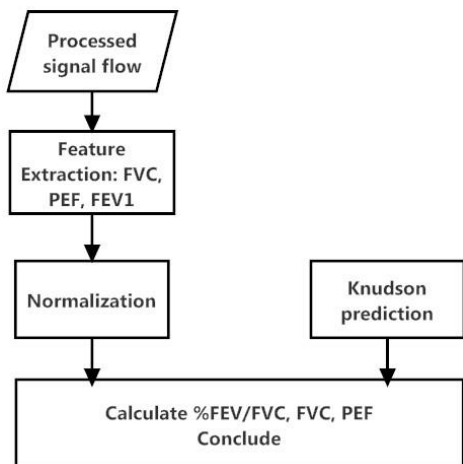 Processed
signal flow
Feature
Extraction: FVC,
PEF, FEV1
Normalization
Knudson
prediction
Calculate %FEV/FVC, FVC, PEF
Conclude